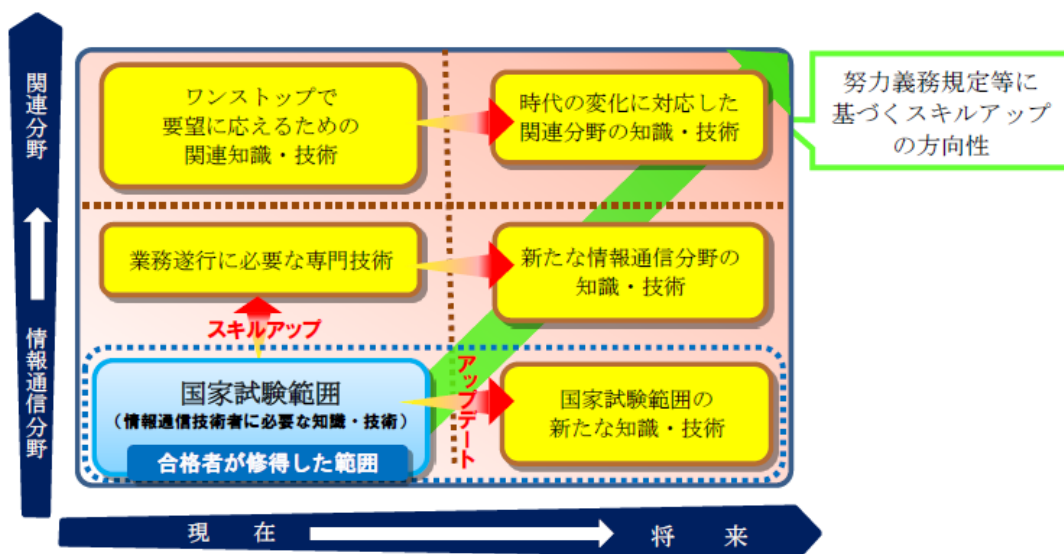 関連分野
情報通信分野
ワンストップで
要望に応えるための
関連知識・技術
時代の変化に対応した
関連分野の知識・技術
努力義務規定等に
基づくスキルアップ
の方向性
業務遂行に必要な専門技術
新たな情報通信分野の
知識・技術
スキルアップ
アップデート
国家試験範囲
(情報通信技術者に必要な知識・技術)
合格者が修得した範囲
国家試験範囲の
新たな知識・技術
現在
将来